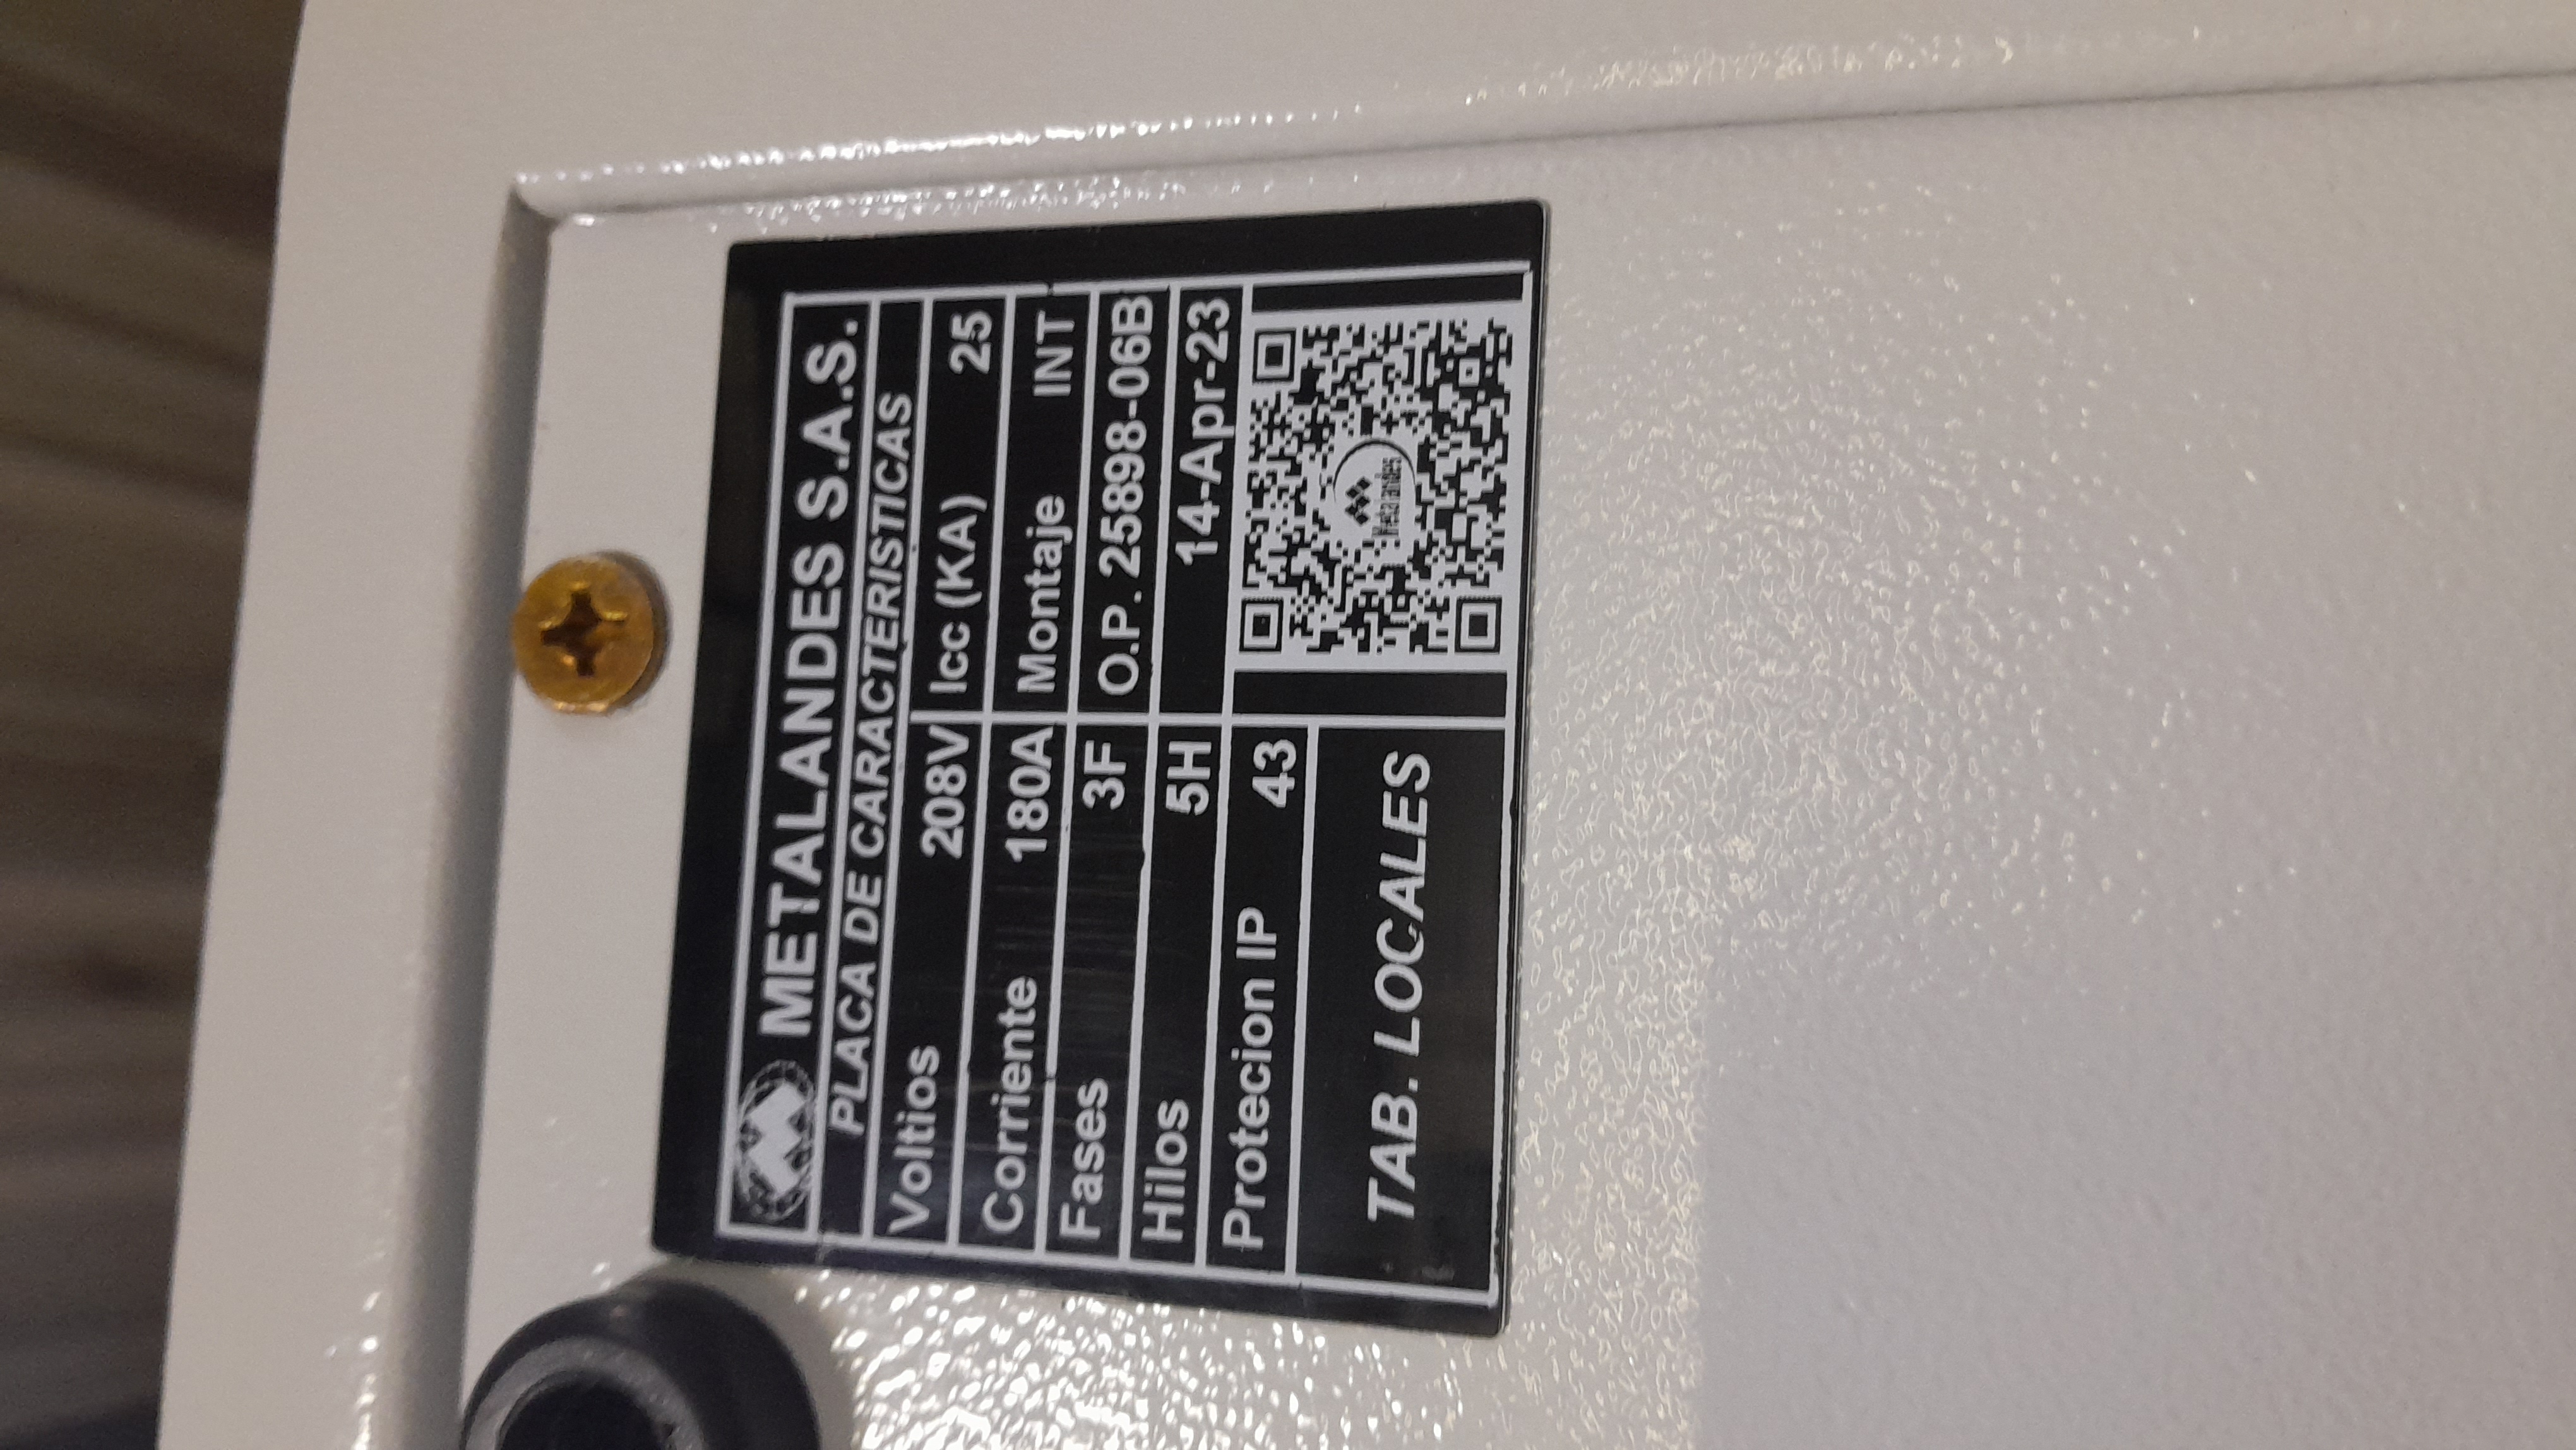 METALANDES S.A.S.
PLACA DE CARACTERISTICAS
Voltios 208V Icc (KA) 25
Corriente 180A Montaje INT
Fases 3F O.P. 25898-06B
Hilos 5H 14-Apr-23
Protecion IP 43
TAB. LOCALES
Metalandes